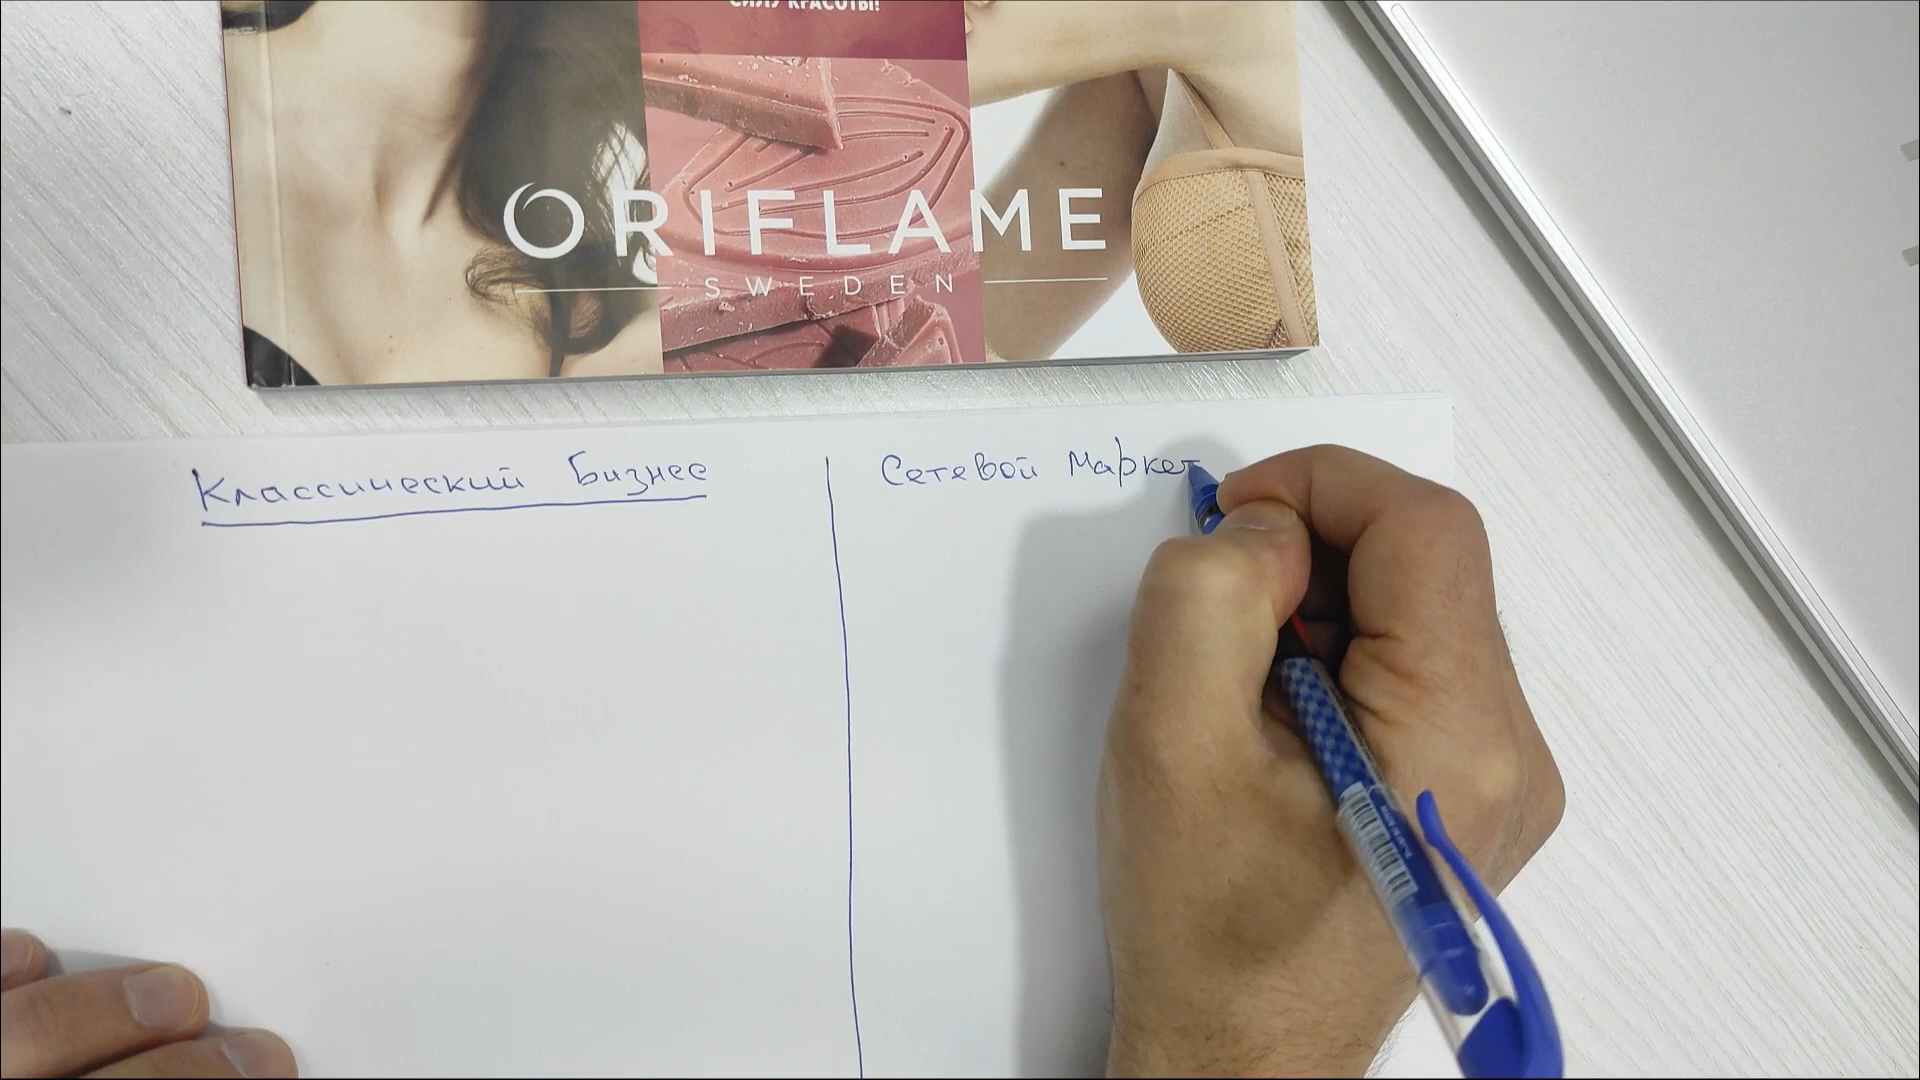 СИЛУ КРАСОТЫ!
ORIFLAME
SWEDEN
Классический Бизнес
Сетевой Маркет